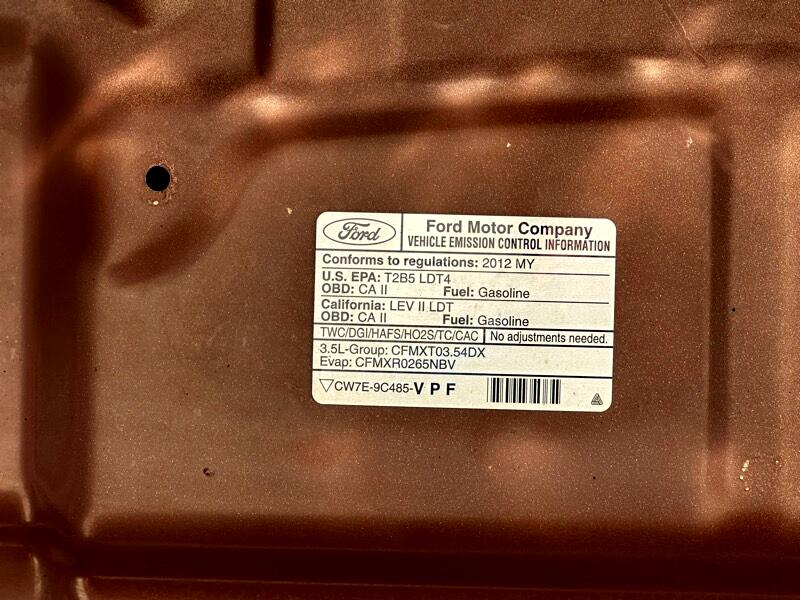 Ford
Ford Motor Company
VEHICLE EMISSION CONTROL INFORMATION
Conforms to regulations: 2012 MY
U.S. EPA: T2B5 LDT4
OBD: CA II Fuel: Gasoline
California: LEV II LDT
OBD: CA II Fuel: Gasoline
TWC/DGI/HAFS/HO2S/TC/CAC No adjustments needed.
3.5L-Group: CFMXT03.54DX
Evap: CFMXR0265NBV
CW7E-9C485-V P F